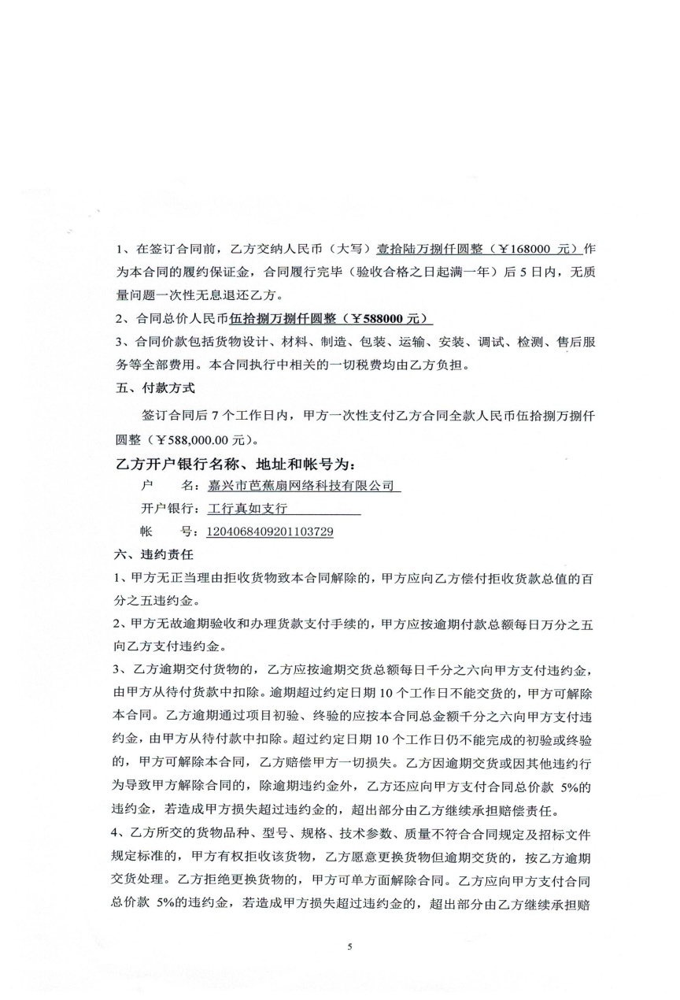 1、在签订合同前，乙方交纳人民币（大写）壹拾陆万捌仟圆整（￥168000 元）作
为本合同的履约保证金，合同履行完毕（验收合格之日起满一年）后 5 日内，无质
量问题一次性无息退还乙方。
2、合同总价人民币伍拾捌万捌仟圆整（￥588000 元）
3、合同价款包括货物设计、材料、制造、包装、运输、安装、调试、检测、售后服
务等全部费用。本合同执行中相关的一切税费均由乙方负担。
五、付款方式
签订合同后 7 个工作日内，甲方一次性支付乙方合同全款人民币伍拾捌万捌仟
圆整（￥588,000.00 元）。
乙方开户银行名称、地址和帐号为：
户 名：嘉兴市芭蕉扇网络科技有限公司
开户银行：工行真如支行
帐 号：1204068409201103729
六、违约责任
1、甲方无正当理由拒收货物致本合同解除的，甲方应向乙方偿付拒收货款总值的百
分之五违约金。
2、甲方无故逾期验收和办理货款支付手续的，甲方应按逾期付款总额每日万分之五
向乙方支付违约金。
3、乙方逾期交付货物的，乙方应按逾期交货总额每日千分之六向甲方支付违约金，
由甲方从待付货款中扣除。逾期超过约定日期 10 个工作日不能交货的，甲方可解除
本合同。乙方逾期通过项目初验、终验的应按本合同总金额千分之六向甲方支付违
约金，由甲方从待付款中扣除。超过约定日期 10 个工作日仍不能完成的初验或终验
的，甲方可解除本合同，乙方赔偿甲方一切损失。乙方因逾期交货或因其他违约行
为导致甲方解除合同的，除逾期违约金外，乙方还应向甲方支付合同总价款 5%的
违约金，若造成甲方损失超过违约金的，超出部分由乙方继续承担赔偿责任。
4、乙方所交的货物品种、型号、规格、技术参数、质量不符合合同规定及招标文件
规定标准的，甲方有权拒收该货物，乙方愿意更换货物但逾期交货的，按乙方逾期
交货处理。乙方拒绝更换货物的，甲方可单方面解除合同。乙方应向甲方支付合同
总价款 5%的违约金，若造成甲方损失超过违约金的，超出部分由乙方继续承担赔
5